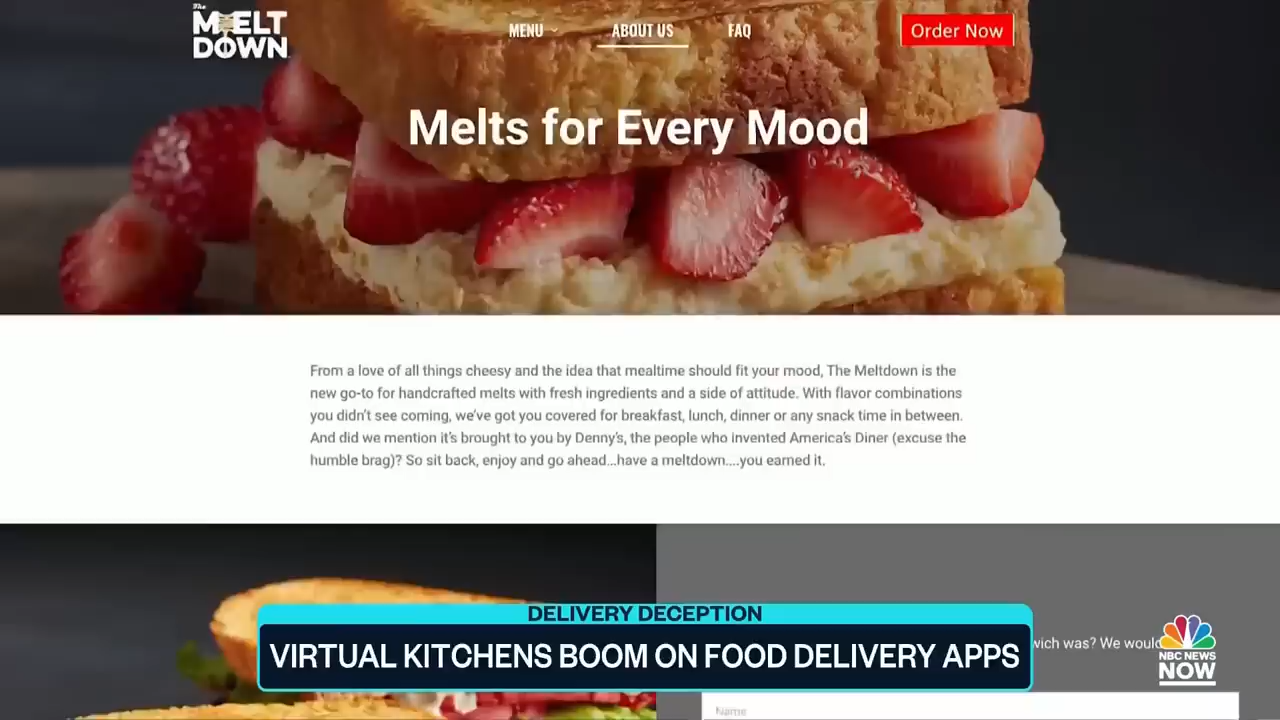 The
MELT
DOWN
MENU
ABOUT US
FAQ
Order Now
Melts for Every Mood
From a love of all things cheesy and the idea that mealtime should fit your mood, The Meltdown is the
new go-to for handcrafted melts with fresh ingredients and a side of attitude. With flavor combinations
you didn't see coming, we've got you covered for breakfast, lunch, dinner or any snack time in between.
And did we mention it's brought to you by Denny's, the people who invented America's Diner (excuse the
humble brag)? So sit back, enjoy and go ahead...have a meltdown....you earned it.
DELIVERY DECEPTION
VIRTUAL KITCHENS BOOM ON FOOD DELIVERY APPS
was? We would
NBC NEWS
NOW
Name